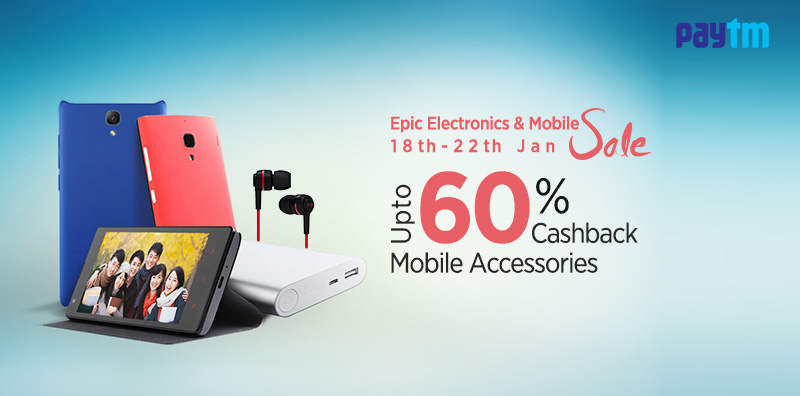 paytm
Epic Electronics & Mobile Sale
18th-22th Jan
Upto 60% Cashback
Mobile Accessories